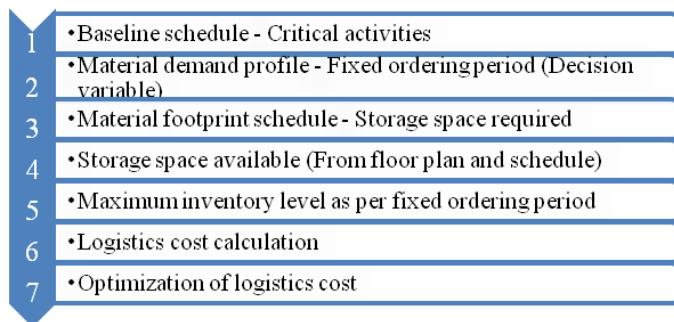 1 •Baseline schedule - Critical activities
2 •Material demand profile - Fixed ordering period (Decision
variable)
3 •Material footprint schedule - Storage space required
4 •Storage space available (From floor plan and schedule)
5 •Maximum inventory level as per fixed ordering period
6 •Logistics cost calculation
7 •Optimization of logistics cost